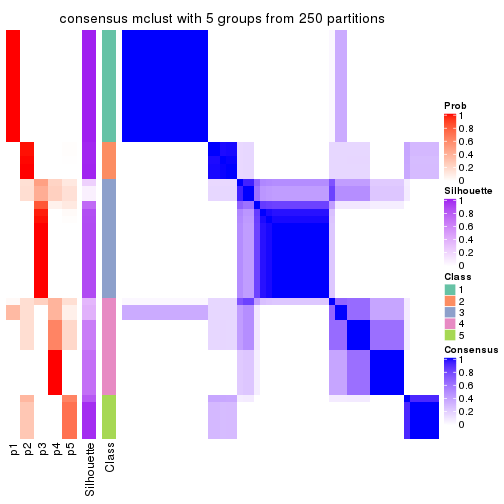 consensus mclust with 5 groups from 250 partitions
Prob
1
0.8
0.6
0.4
0.2
0
Silhouette
1
0.8
0.6
0.4
0.2
0
Class
1
2
3
4
5
Consensus
1
0.8
0.6
0.4
0.2
0
p1
p2
p3
p4
p5
Silhouette
Class